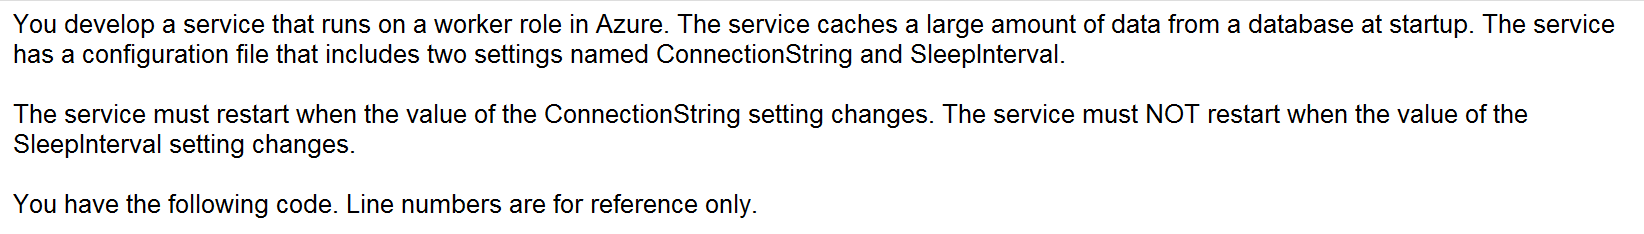 You develop a service that runs on a worker role in Azure. The service caches a large amount of data from a database at startup. The service
has a configuration file that includes two settings named ConnectionString and SleepInterval.
The service must restart when the value of the ConnectionString setting changes. The service must NOT restart when the value of the
SleepInterval setting changes.
You have the following code. Line numbers are for reference only.